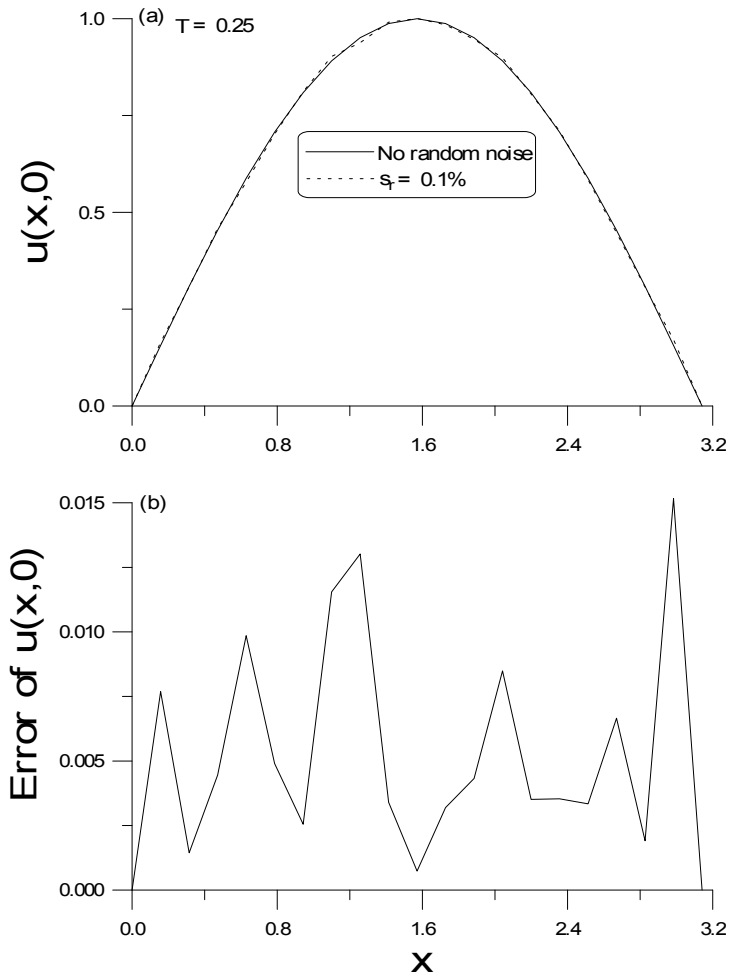 (a) T = 0.25
1.0
0.5
0.0
u(x,0)
No random noise
s_r = 0.1%
0.0 0.8 1.6 2.4 3.2
(b)
0.015
0.010
0.005
0.000
Error of u(x,0)
0.0 0.8 1.6 2.4 3.2
x